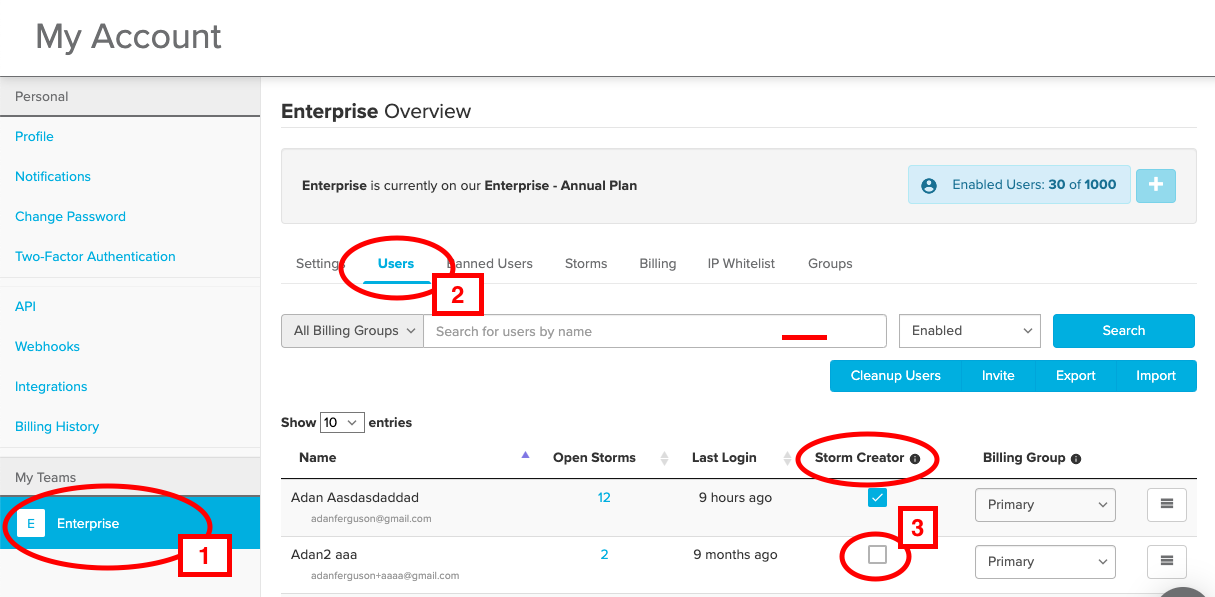 My Account
Personal
Profile
Notifications
Change Password
Two-Factor Authentication
API
Webhooks
Integrations
Billing History
My Teams
E Enterprise
1
Enterprise Overview
Enterprise is currently on our Enterprise - Annual Plan
Enabled Users: 30 of 1000 +
Settings Users Banned Users Storms Billing IP Whitelist Groups
2
All Billing Groups Search for users by name Enabled Search
Cleanup Users Invite Export Import
Show 10 entries
Name Open Storms Last Login Storm Creator Billing Group
Adan Aasdasdaddad 12 9 hours ago Primary
adanferguson@gmail.com
3
Adan2 aaa 2 9 months ago Primary
adanferguson+aaaa@gmail.com